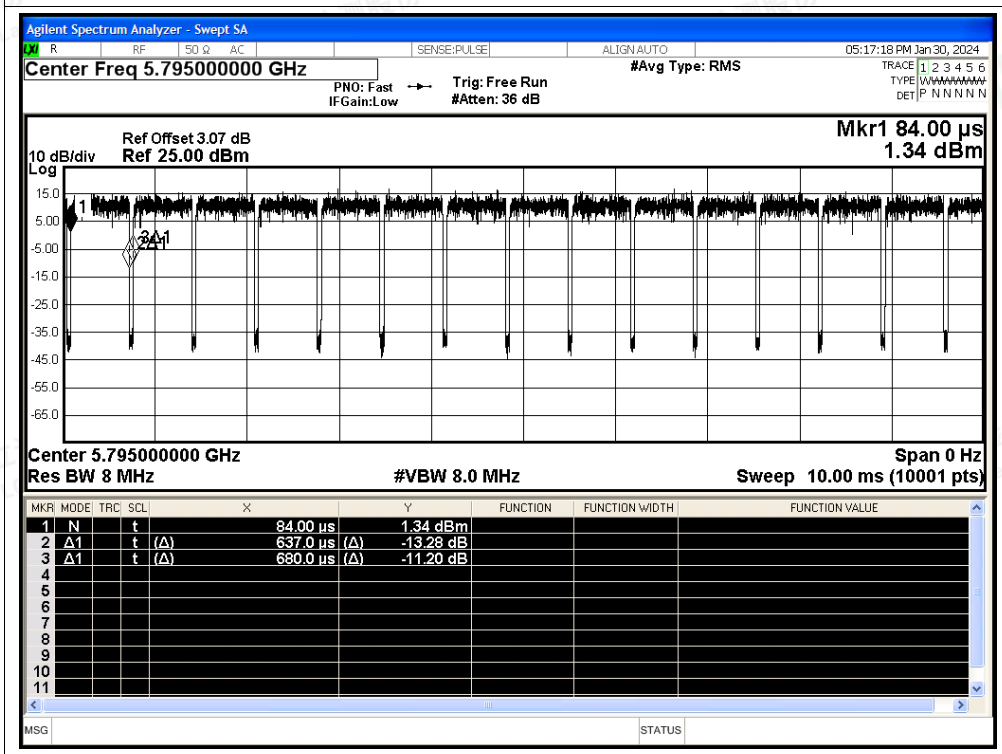 Agilent Spectrum Analyzer - Swept SA
LXI R RF 50 Ω AC SENSE:PULSE ALIGN AUTO 05:17:18 PM Jan 30, 2024
Center Freq 5.795000000 GHz #Avg Type: RMS TRACE 1 2 3 4 5 6
PNO: Fast Trig: Free Run TYPE WWWWWW
IFGain:Low #Atten: 36 dB DET P N N N N N
Mkr1 84.00 µs
1.34 dBm
Ref Offset 3.07 dB
10 dB/div Ref 25.00 dBm
Log
15.0
1
5.00
3Δ1
2Δ1
-5.00
-15.0
-25.0
-35.0
-45.0
-55.0
-65.0
Center 5.795000000 GHz Span 0 Hz
Res BW 8 MHz #VBW 8.0 MHz Sweep 10.00 ms (10001 pts)
MKR MODE TRC SCL X Y FUNCTION FUNCTION WIDTH FUNCTION VALUE
1 N t 84.00 µs 1.34 dBm
2 Δ1 t (Δ) 637.0 µs (Δ) -13.28 dB
3 Δ1 t (Δ) 680.0 µs (Δ) -11.20 dB
4
5
6
7
8
9
10
11
MSG STATUS